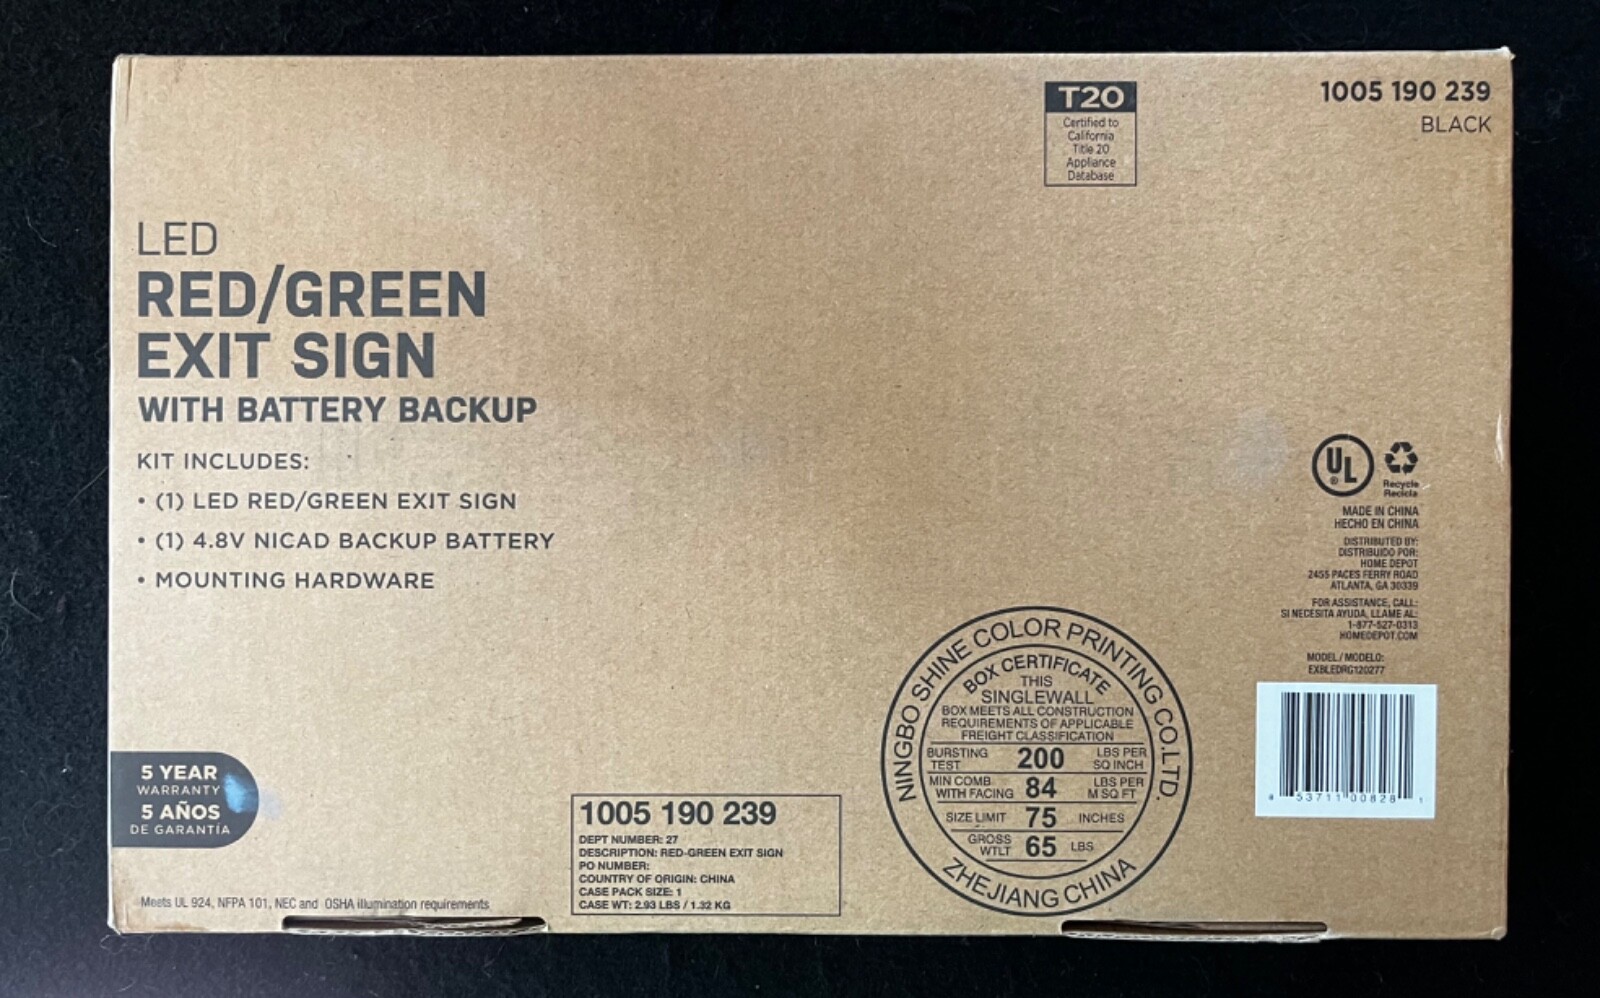 T20
Certified to
California
Title 20
Appliance
Database
1005 190 239
BLACK
LED
RED/GREEN
EXIT SIGN
WITH BATTERY BACKUP
KIT INCLUDES:
• (1) LED RED/GREEN EXIT SIGN
• (1) 4.8V NICAD BACKUP BATTERY
• MOUNTING HARDWARE
UL
®
Recycle
Recicla
MADE IN CHINA
HECHO EN CHINA
DISTRIBUTED BY:
DISTRIBUIDO POR:
HOME DEPOT
2455 PACES FERRY ROAD
ATLANTA, GA 30339
FOR ASSISTANCE, CALL:
SI NECESITA AYUDA, LLAME AL:
1-877-527-0313
HOMEDEPOT.COM
MODEL / MODELO:
EXBLEDRG120277
8 53711 00828 1
5 YEAR
WARRANTY
5 AÑOS
DE GARANTÍA
Meets UL 924, NFPA 101, NEC and OSHA illumination requirements
1005 190 239
DEPT NUMBER: 27
DESCRIPTION: RED-GREEN EXIT SIGN
PO NUMBER:
COUNTRY OF ORIGIN: CHINA
CASE PACK SIZE: 1
CASE WT: 2.93 LBS / 1.32 KG
NINGBO SHINE COLOR PRINTING CO.LTD.
BOX CERTIFICATE
THIS
SINGLEWALL
BOX MEETS ALL CONSTRUCTION
REQUIREMENTS OF APPLICABLE
FREIGHT CLASSIFICATION
BURSTING TEST 200 LBS PER SQ INCH
MIN COMB WITH FACING 84 LBS PER M SQ FT
SIZE LIMIT 75 INCHES
GROSS WTLT 65 LBS
ZHEJIANG CHINA